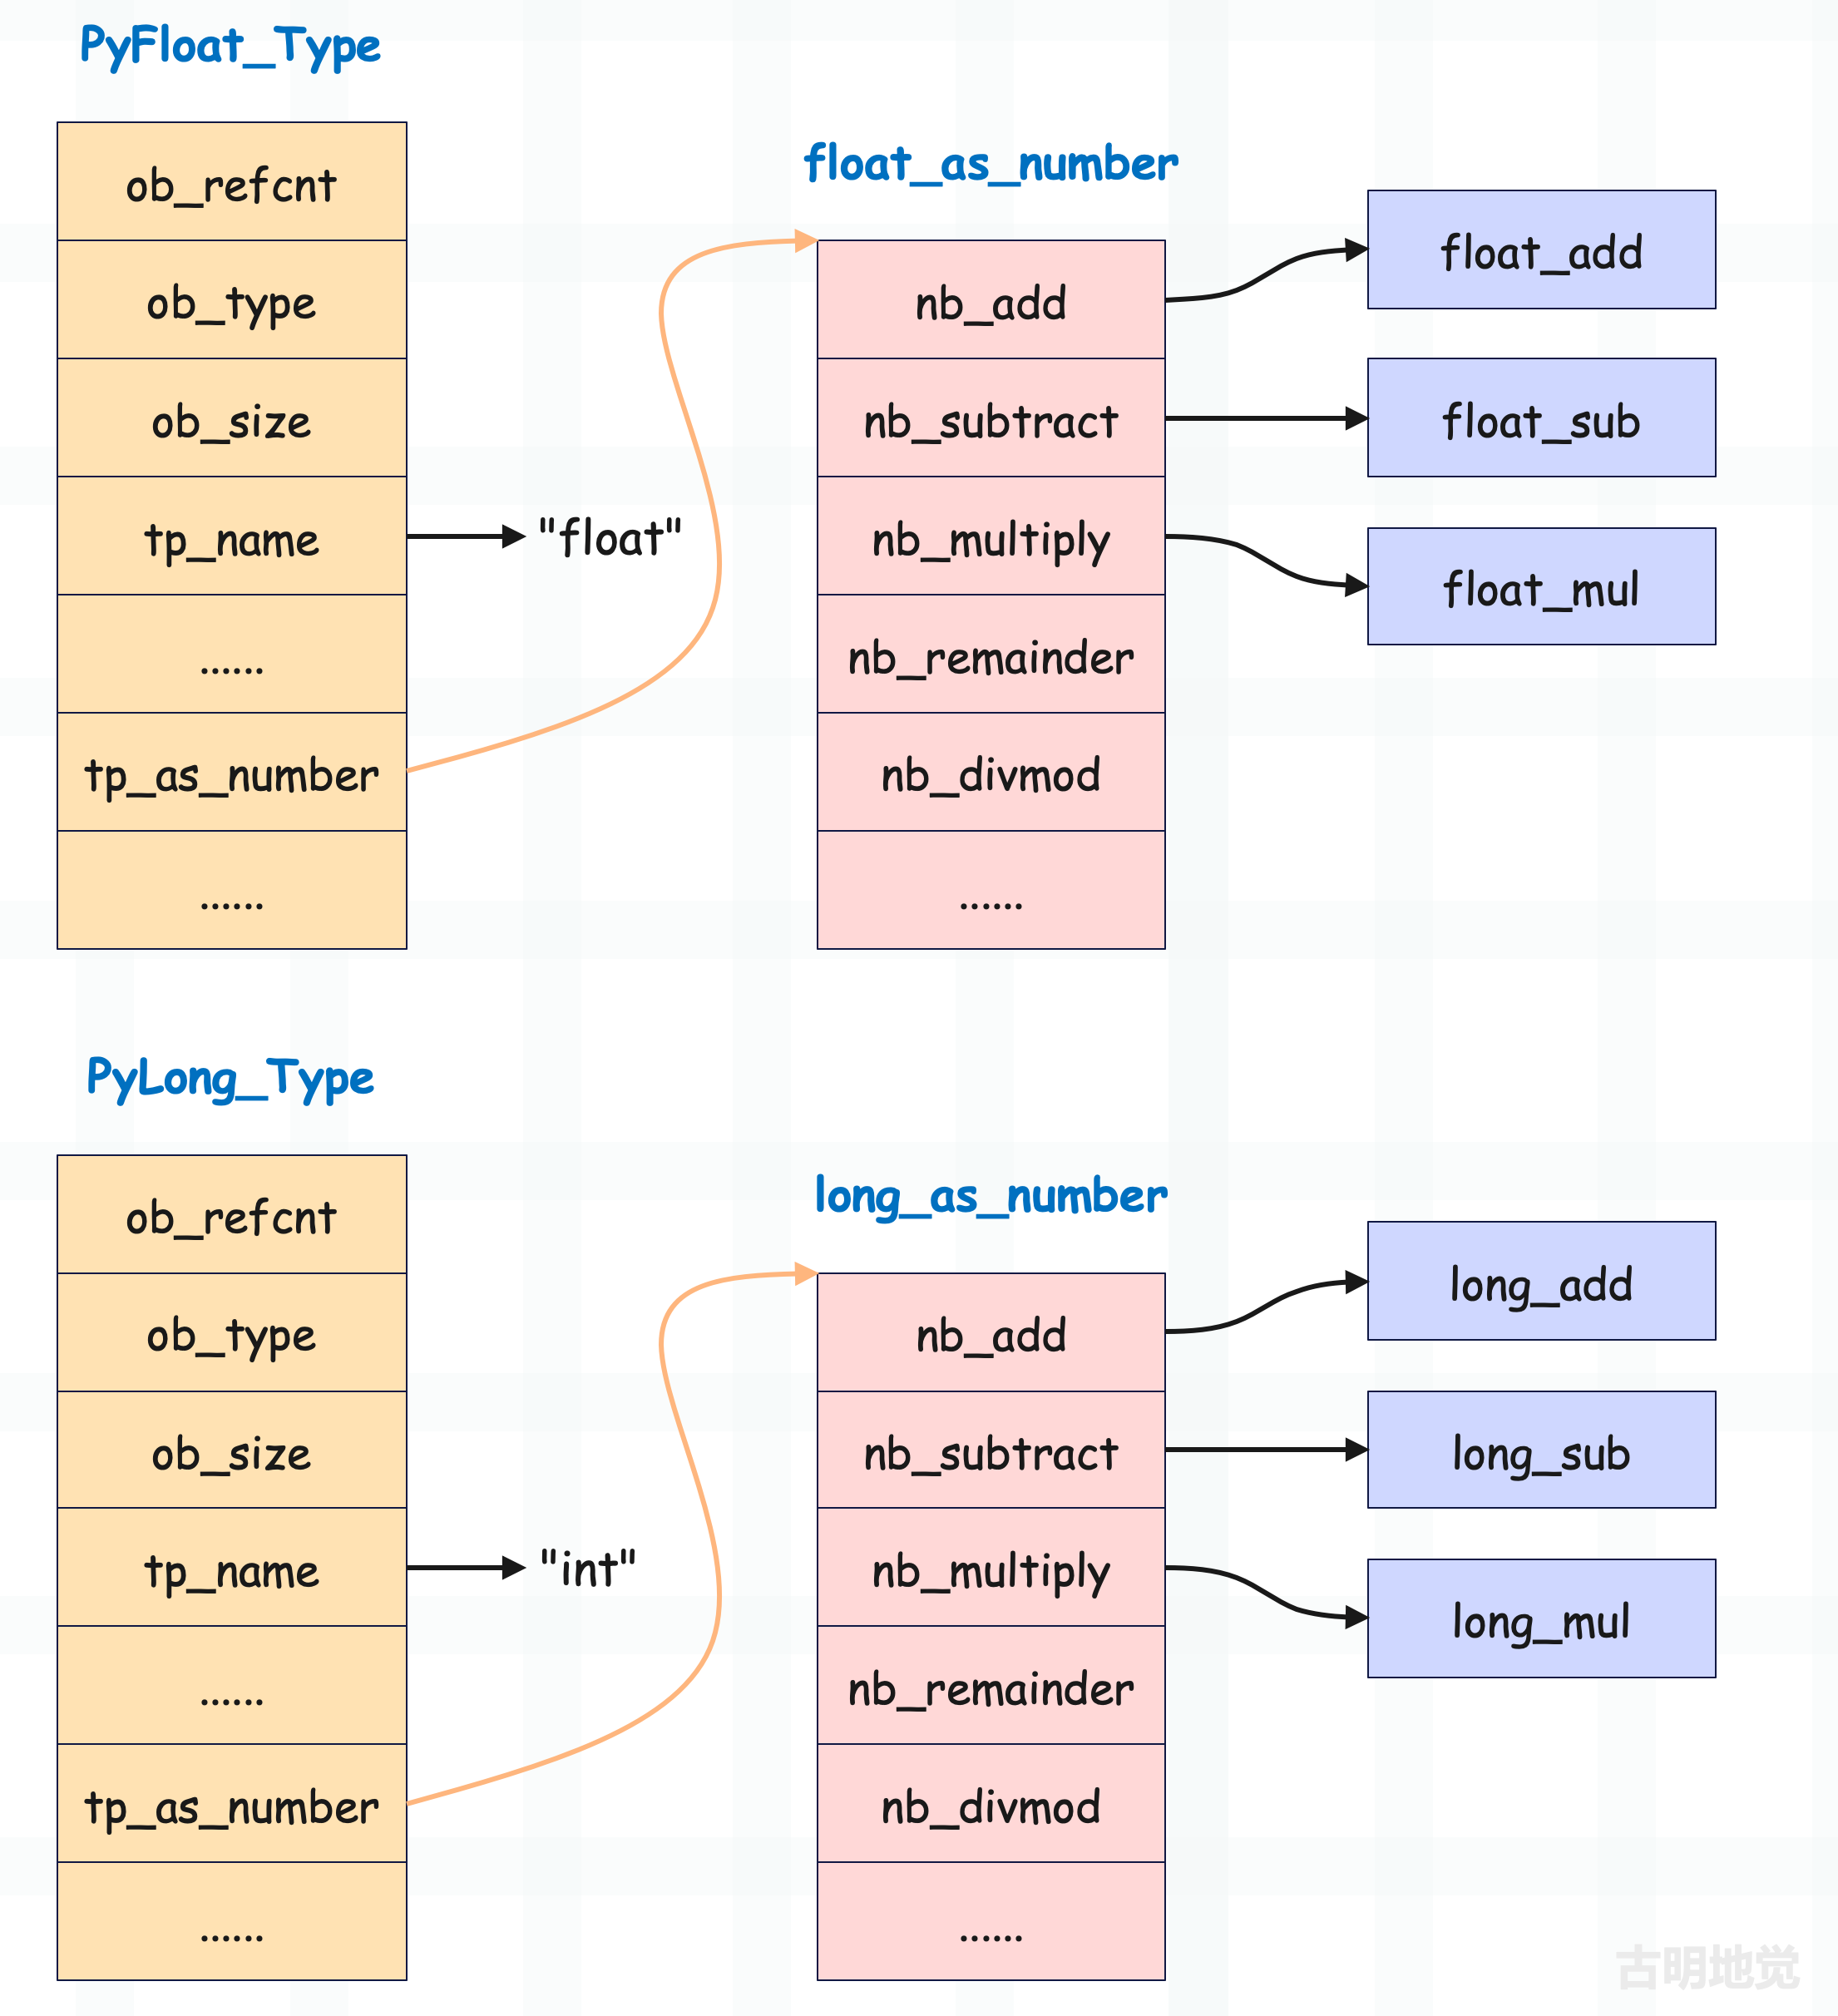 PyFloat_Type
ob_refcnt
ob_type
ob_size
tp_name
"float"
......
tp_as_number
......
float_as_number
nb_add
nb_subtract
nb_multiply
nb_remainder
nb_divmod
......
float_add
float_sub
float_mul
PyLong_Type
ob_refcnt
ob_type
ob_size
tp_name
"int"
......
tp_as_number
......
long_as_number
nb_add
nb_subtract
nb_multiply
nb_remainder
nb_divmod
......
long_add
long_sub
long_mul
古明地觉